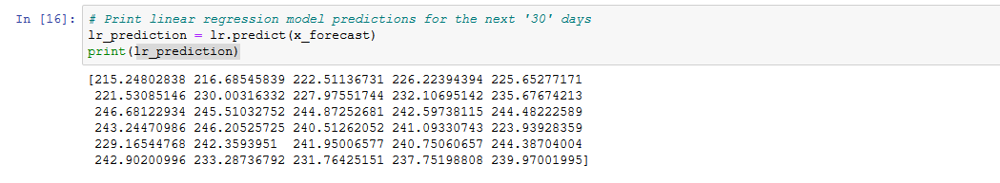 In [16]: # Print linear regression model predictions for the next '30' days
lr_prediction = lr.predict(x_forecast)
print(lr_prediction)
[215.24802838 216.68545839 222.51136731 226.22394394 225.65277171
221.53085146 230.00316332 227.97551744 232.10695142 235.67674213
246.68122934 245.51032752 244.87252681 242.59738115 244.48222589
243.24470986 246.20525725 240.51262052 241.09330743 223.93928359
229.16544768 242.3593951  241.95006577 240.75060657 244.38704004
242.90200996 233.28736792 231.76425151 237.75198808 239.97001995]